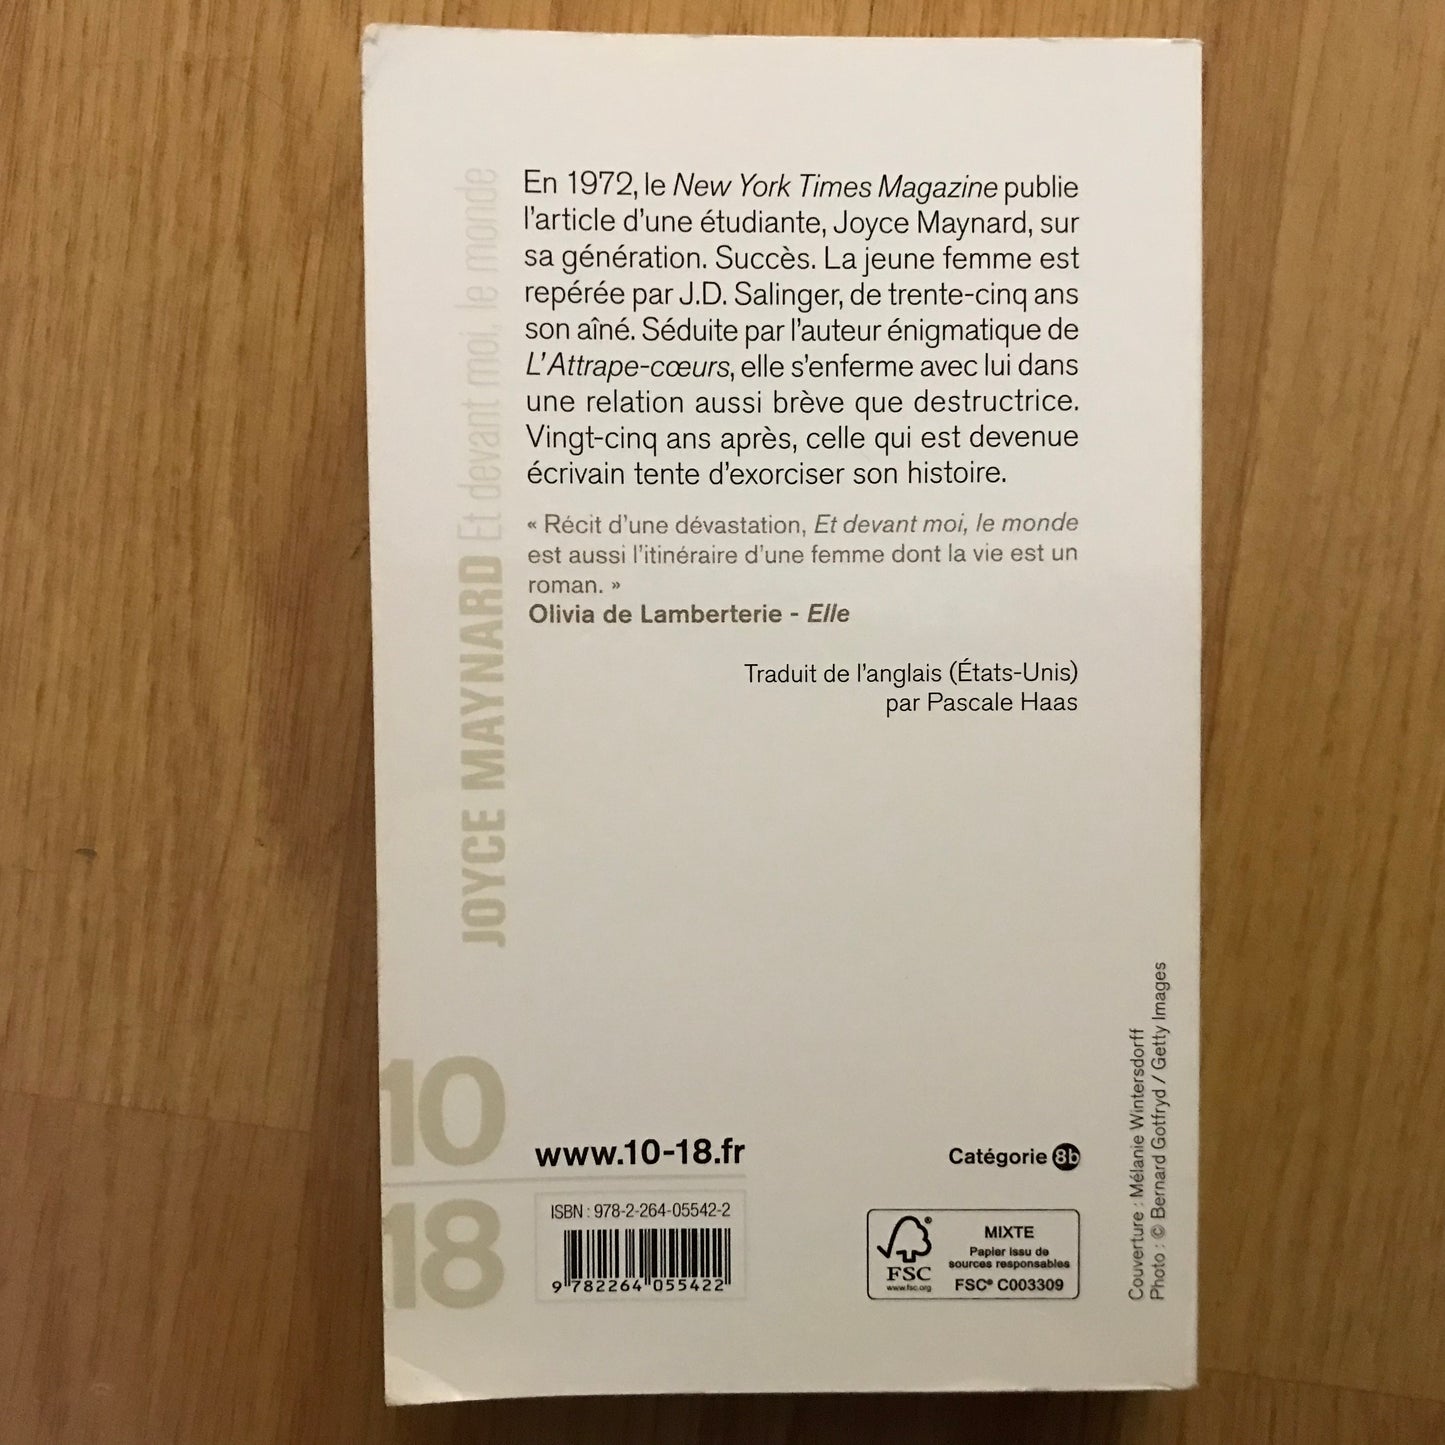 En 1972, le New York Times Magazine publie
l'article d'une étudiante, Joyce Maynard, sur
sa génération. Succès. La jeune femme est
repérée par J.D. Salinger, de trente-cinq ans
son aîné. Séduite par l'auteur énigmatique de
L'Attrape-cœurs, elle s'enferme avec lui dans
une relation aussi brève que destructrice.
Vingt-cinq ans après, celle qui est devenue
écrivain tente d'exorciser son histoire.
« Récit d'une dévastation, Et devant moi, le monde
est aussi l'itinéraire d'une femme dont la vie est un
roman. »
Olivia de Lamberterie - Elle
Traduit de l'anglais (États-Unis)
par Pascale Haas
JOYCE MAYNARD Et devant moi, le monde
10
18
www.10-18.fr
ISBN : 978-2-264-05542-2
9 782264 055422
Catégorie 8b
FSC®
www.fsc.org
MIXTE
Papier issu de
sources responsables
FSC® C003309
Couverture : Mélanie Wintersdorff
Photo : © Bernard Gotfryd / Getty Images